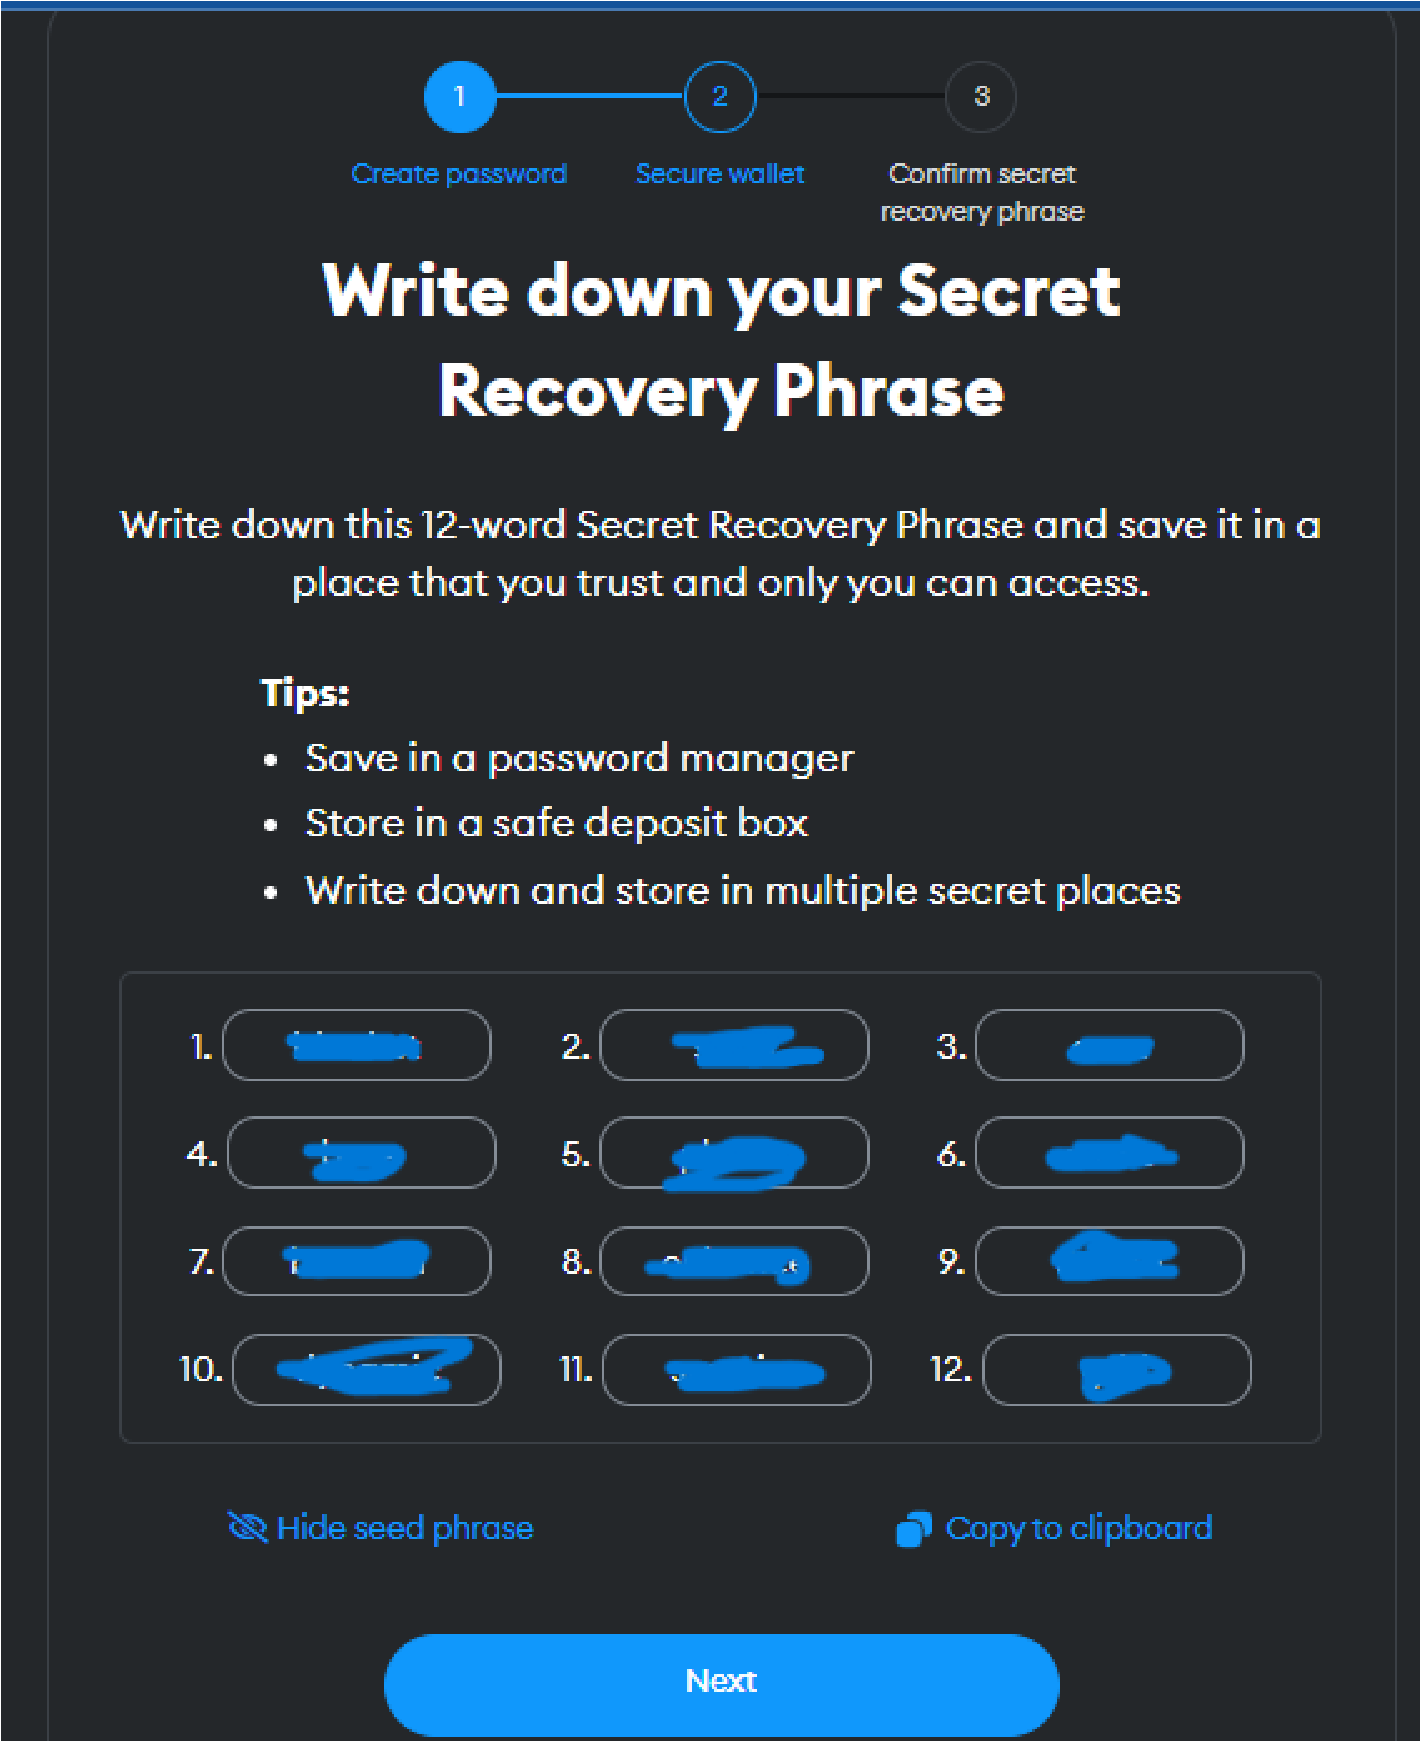 1 2 3
Create password Secure wallet Confirm secret
recovery phrase
Write down your Secret
Recovery Phrase
Write down this 12-word Secret Recovery Phrase and save it in a
place that you trust and only you can access.
Tips:
• Save in a password manager
• Store in a safe deposit box
• Write down and store in multiple secret places
1. 2. 3.
4. 5. 6.
7. 8. 9.
10. 11. 12.
Hide seed phrase Copy to clipboard
Next